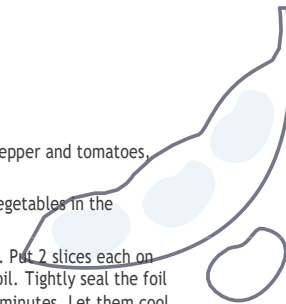 epper and tomatoes,
egetables in the
. Put 2 slices each on
oil. Tightly seal the foil
minutes. Let them cool